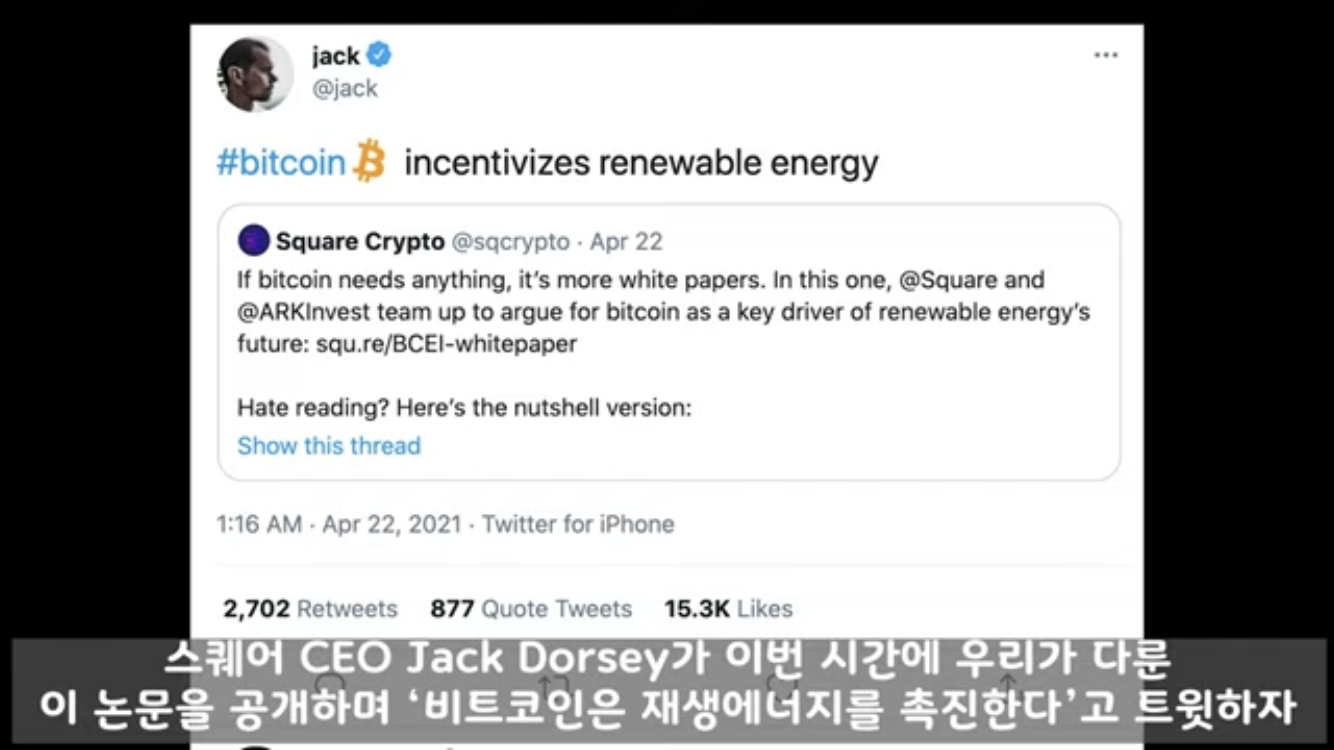 jack
@jack
#bitcoin incentivizes renewable energy
Square Crypto @sqcrypto · Apr 22
If bitcoin needs anything, it's more white papers. In this one, @Square and
@ARKInvest team up to argue for bitcoin as a key driver of renewable energy's
future: squ.re/BCEI-whitepaper
Hate reading? Here's the nutshell version:
Show this thread
1:16 AM · Apr 22, 2021 · Twitter for iPhone
2,702 Retweets 877 Quote Tweets 15.3K Likes
스퀘어 CEO Jack Dorsey가 이번 시간에 우리가 다룬
이 논문을 공개하며 ‘비트코인은 재생에너지를 촉진한다’고 트윗하자